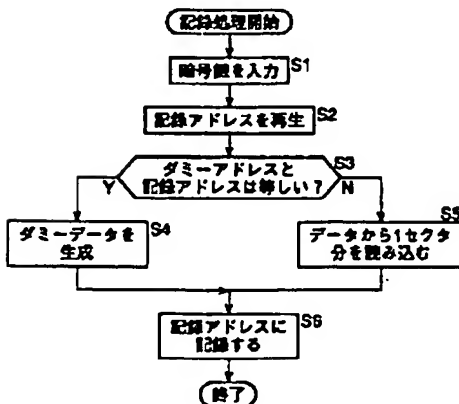 記録処理開始
暗号鍵を入力 S1
記録アドレスを再生 S2
ダミーアドレスと S3
記録アドレスは等しい？
Y
N
ダミーデータを S4
生成
データから1セクタ S5
分を読み込む
記録アドレスに S6
記録する
終了